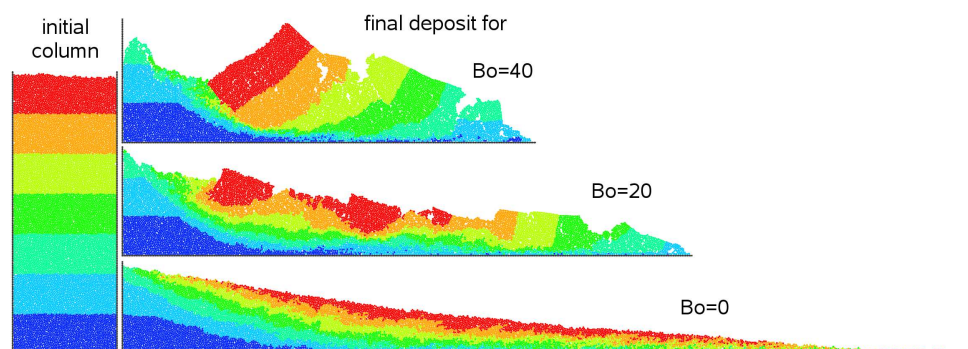 initial
column
final deposit for
Bo=40
Bo=20
Bo=0